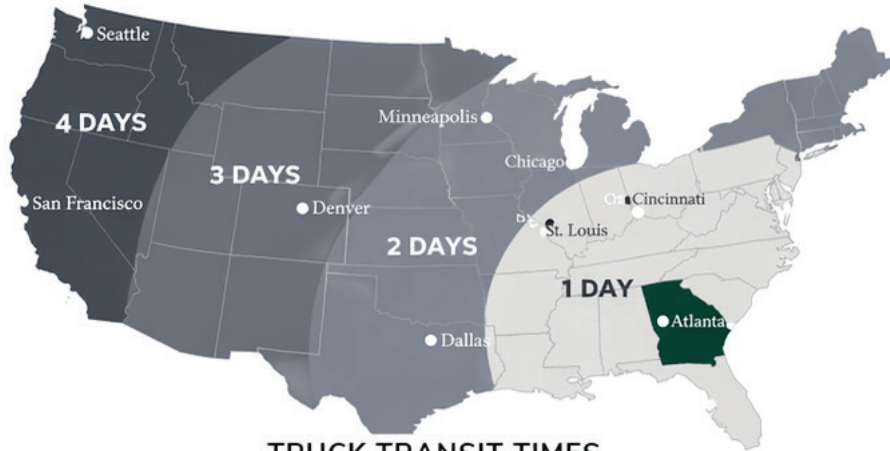 Seattle
4 DAYS
Minneapolis
Chicago
3 DAYS
San Francisco
Denver
Cincinnati
St. Louis
2 DAYS
1 DAY
Atlanta
Dallas
TRUCK TRANSIT TIMES